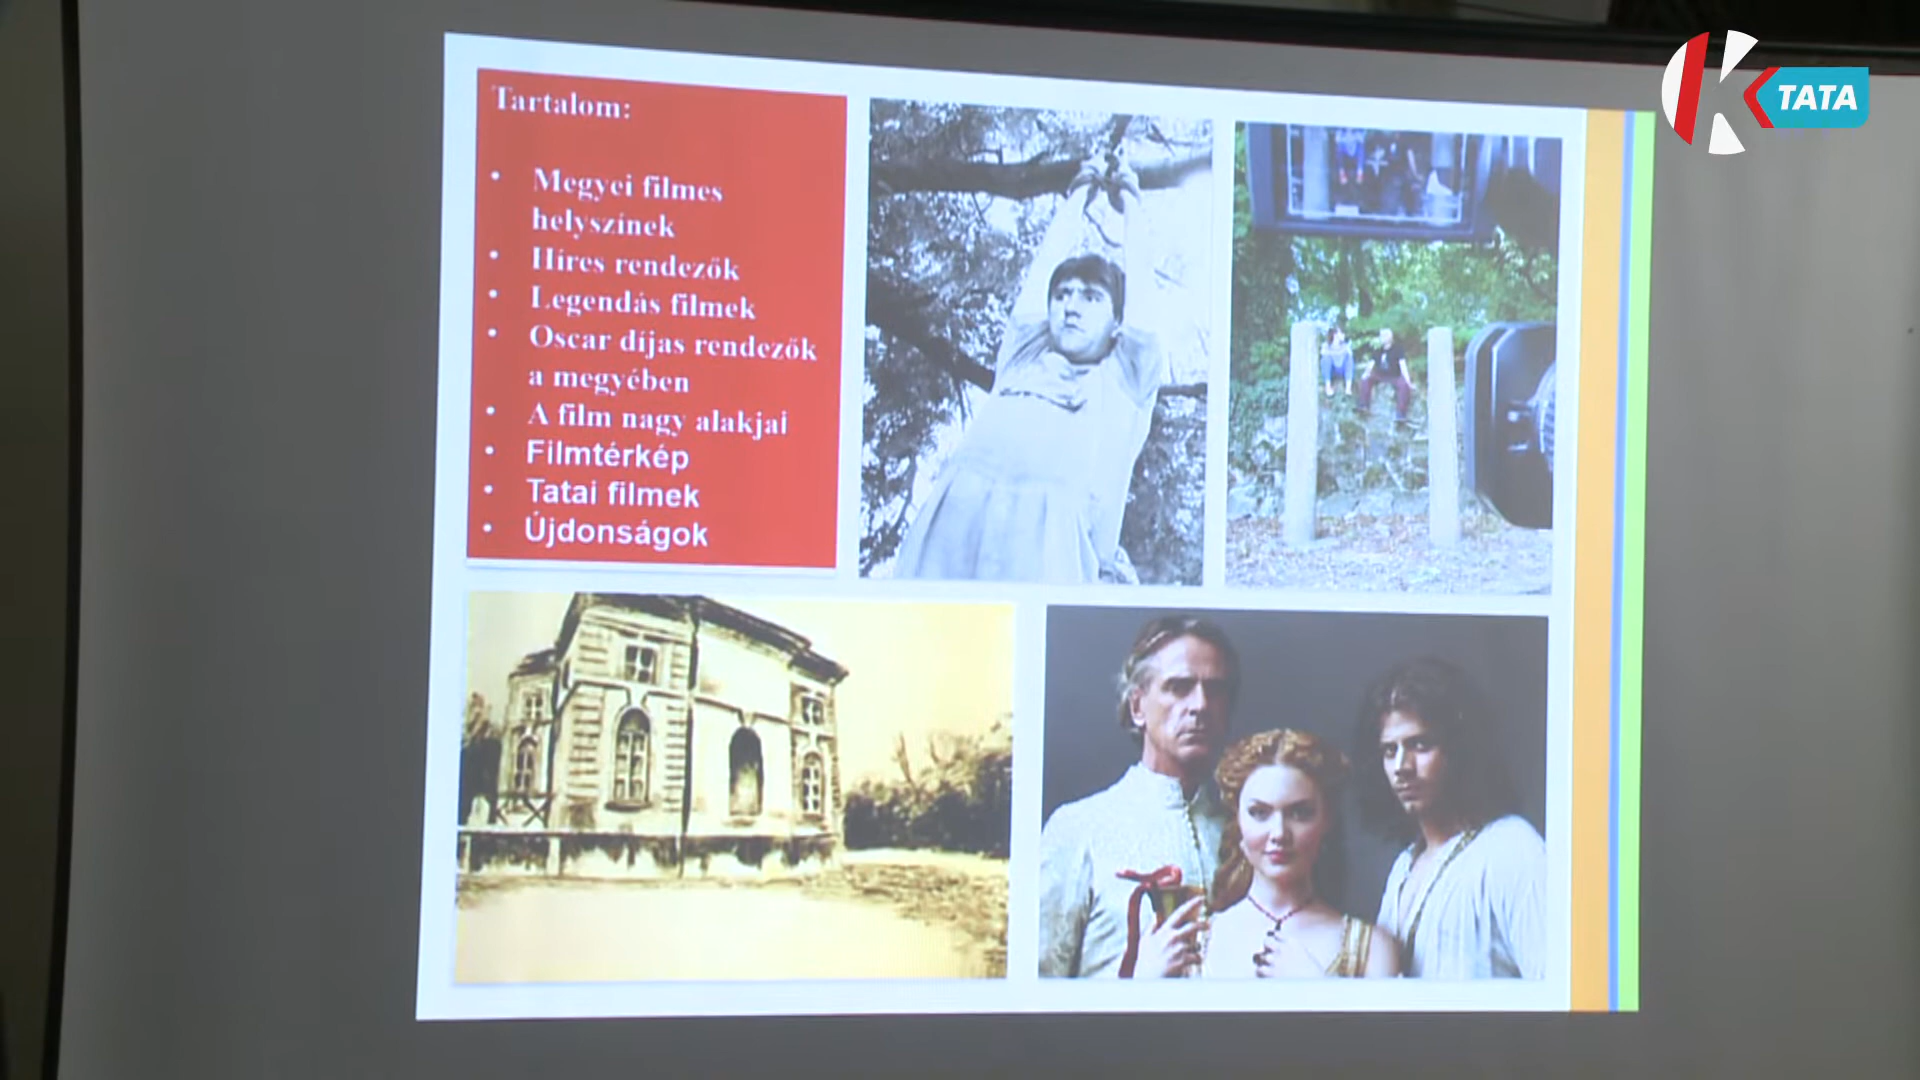 Tartalom:
• Megyei filmes
helyszínek
• Híres rendezők
• Legendás filmek
• Oscar díjas rendezők
a megyében
• A film nagy alakjai
• Filmtérkép
• Tatai filmek
• Újdonságok
K TATA